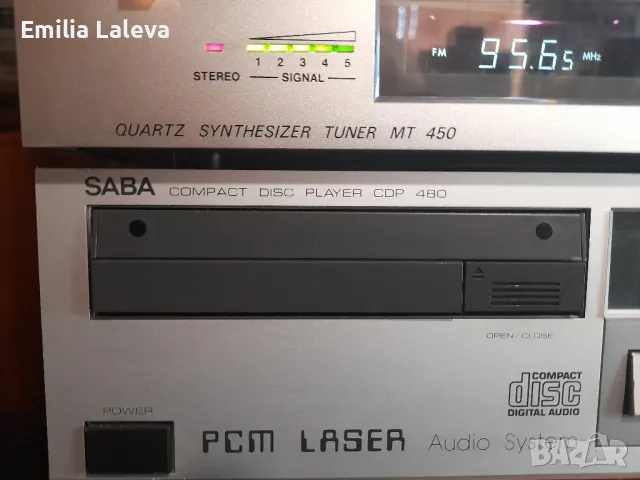 Emilia Laleva
STEREO
1 2 3 4 5
SIGNAL
FM 95.65 MHz
QUARTZ SYNTHESIZER TUNER MT 450
SABA COMPACT DISC PLAYER CDP 480
OPEN/CLOSE
COMPACT
disc
DIGITAL AUDIO
POWER
PCM LASER Audio System
BAZAR